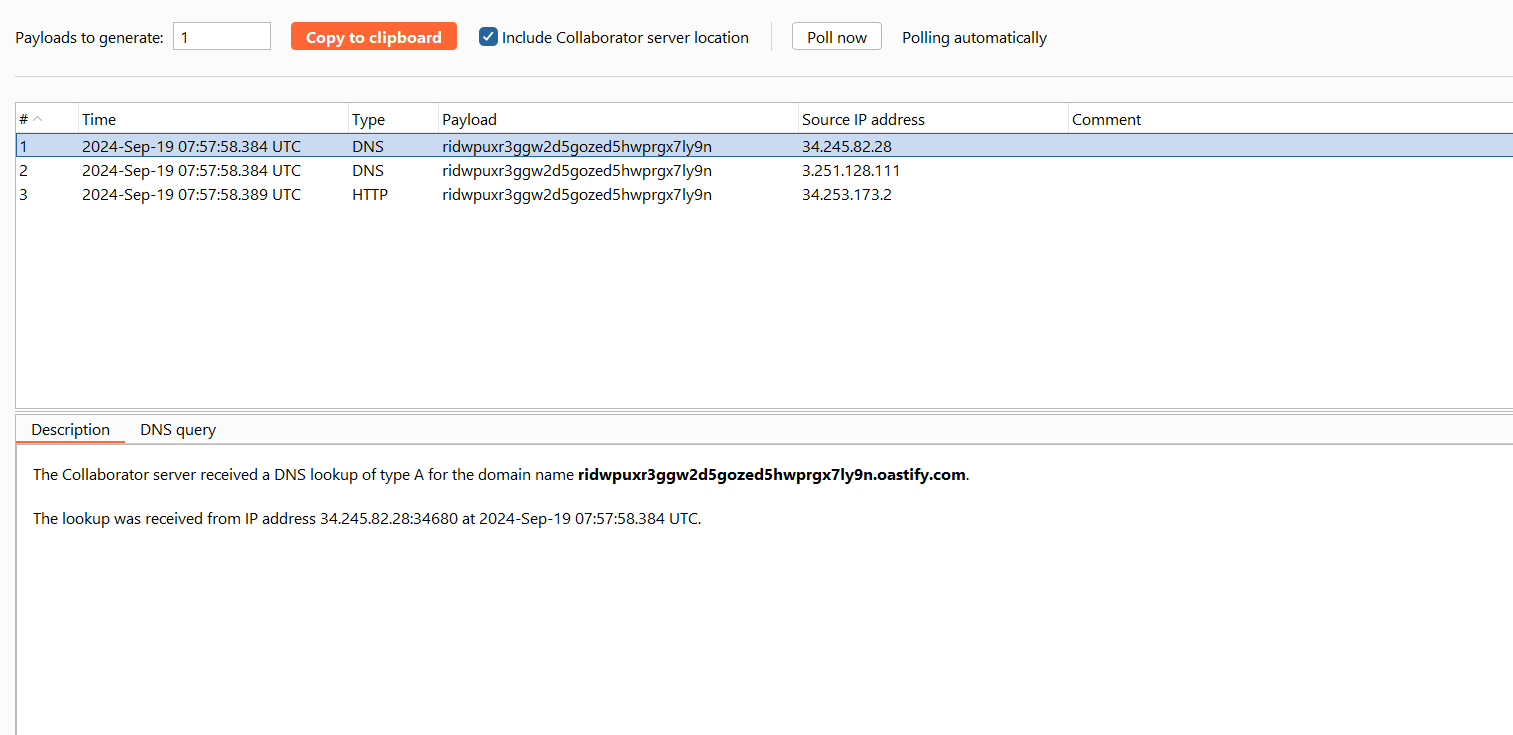 Payloads to generate: 1 Copy to clipboard Include Collaborator server location Poll now Polling automatically
# Time Type Payload Source IP address Comment
1 2024-Sep-19 07:57:58.384 UTC DNS ridwpuxr3ggw2d5gozed5hwprgx7ly9n 34.245.82.28
2 2024-Sep-19 07:57:58.384 UTC DNS ridwpuxr3ggw2d5gozed5hwprgx7ly9n 3.251.128.111
3 2024-Sep-19 07:57:58.389 UTC HTTP ridwpuxr3ggw2d5gozed5hwprgx7ly9n 34.253.173.2
Description DNS query
The Collaborator server received a DNS lookup of type A for the domain name ridwpuxr3ggw2d5gozed5hwprgx7ly9n.oastify.com.
The lookup was received from IP address 34.245.82.28:34680 at 2024-Sep-19 07:57:58.384 UTC.